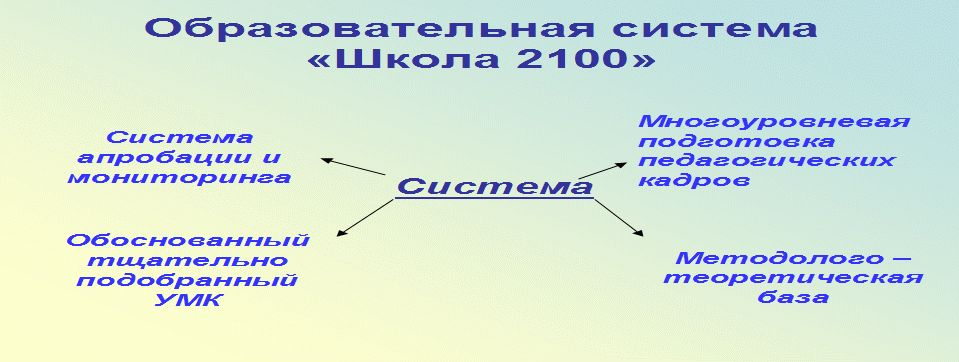 Образовательная система
«Школа 2100»
Система
апробации и
мониторинга
Многоуровневая
подготовка
педагогических
кадров
Система
Обоснованный
тщательно
подобранный
УМК
Методолого –
теоретическая
база